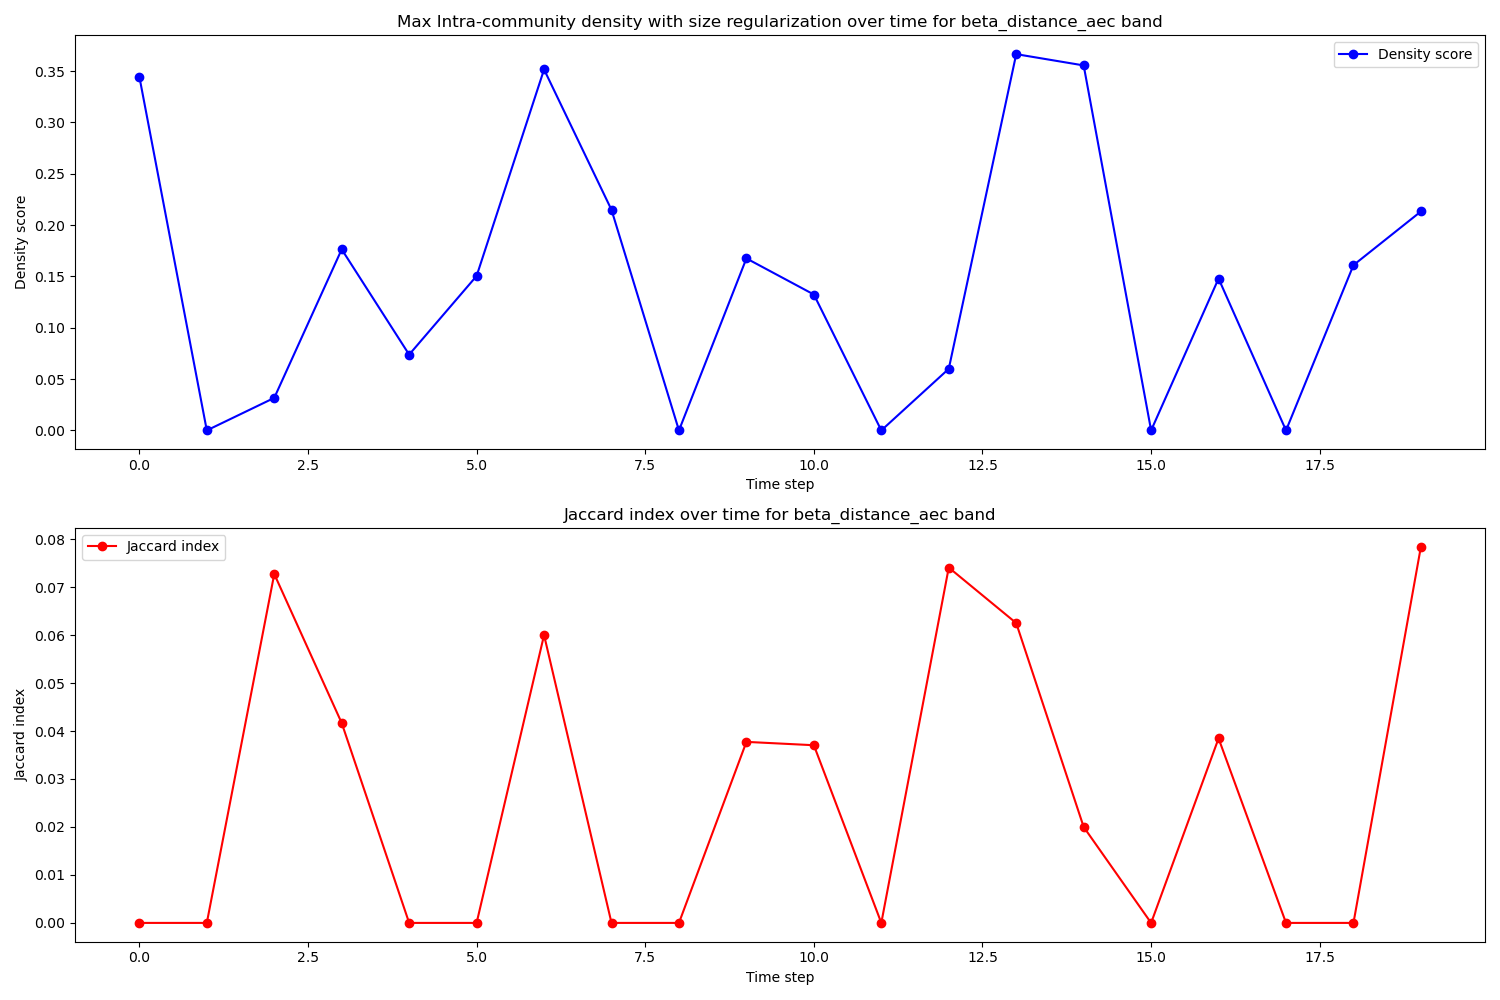 Max Intra-community density with size regularization over time for beta_distance_aec band
Density score
Density score
0.35
0.30
0.25
0.20
0.15
0.10
0.05
0.00
0.0 2.5 5.0 7.5 10.0 12.5 15.0 17.5
Time step
Jaccard index over time for beta_distance_aec band
Jaccard index
Jaccard index
0.08
0.07
0.06
0.05
0.04
0.03
0.02
0.01
0.00
0.0 2.5 5.0 7.5 10.0 12.5 15.0 17.5
Time step